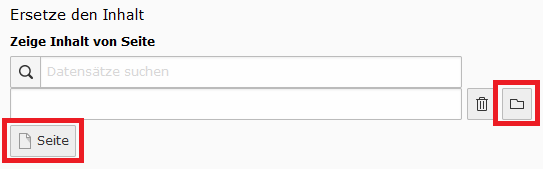 Ersetze den Inhalt
Zeige Inhalt von Seite
Datensätze suchen
Seite